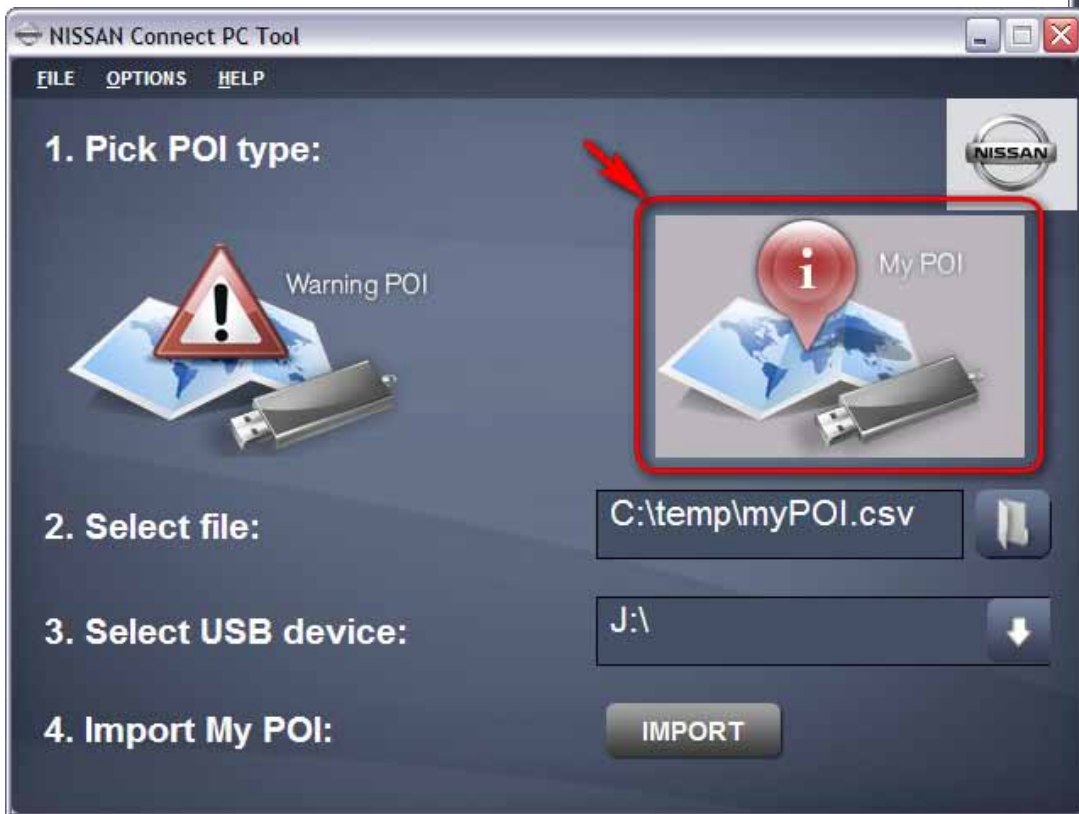 NISSAN Connect PC Tool
FILE OPTIONS HELP
1. Pick POI type:
NISSAN
Warning POI
i My POI
2. Select file:
C:\temp\myPOI.csv
3. Select USB device:
J:\
4. Import My POI:
IMPORT